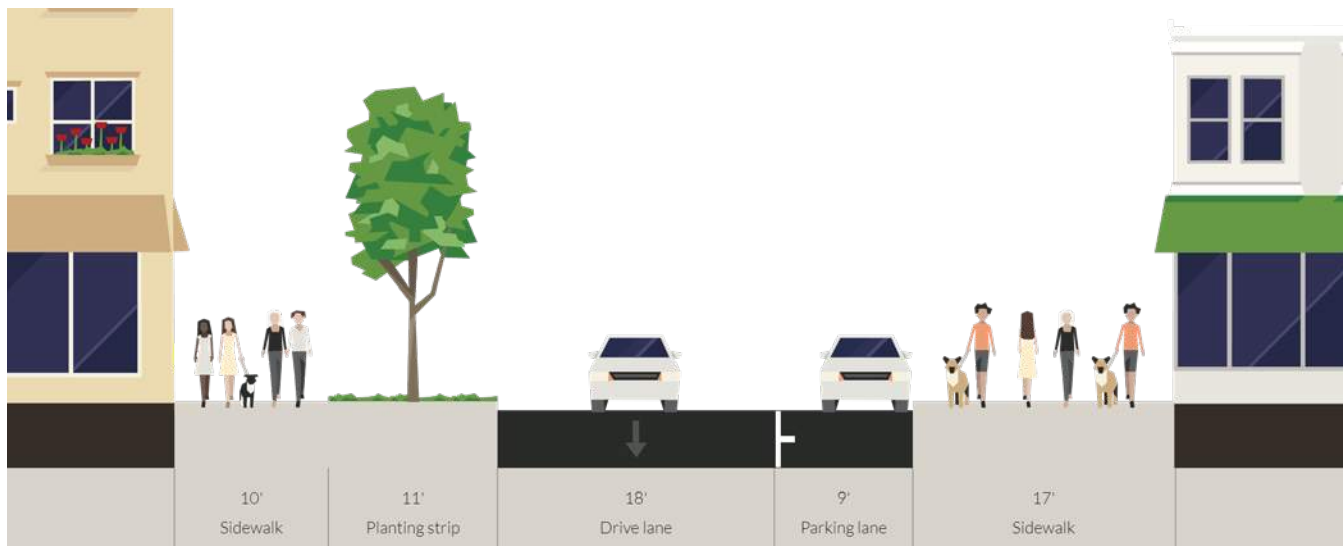 10'
Sidewalk
11'
Planting strip
18'
Drive lane
9'
Parking lane
17'
Sidewalk